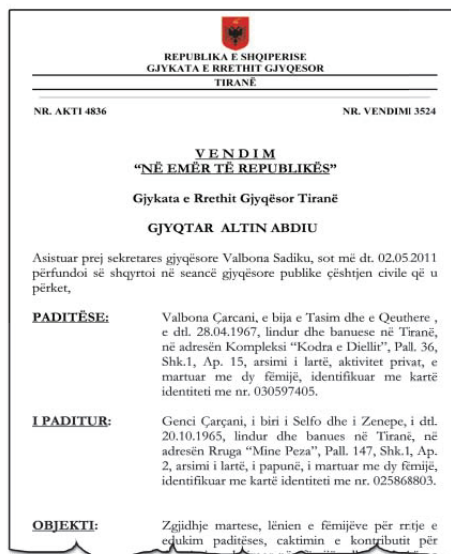 REPUBLIKA E SHQIPERISE
GJYKATA E RRETHIT GJYQESOR
TIRANË
NR. AKTI 4836 NR. VENDIMI 3524
V E N D I M
“NË EMËR TË REPUBLIKËS”
Gjykata e Rrethit Gjyqësor Tiranë
GJYQTAR ALTIN ABDIU
Asistuar prej sekretares gjyqësore Valbona Sadiku, sot më dt. 02.05.2011
përfundoi së shqyrtoi në seancë gjyqësore publike çështjen civile që u
përket,
PADITËSE: Valbona Çarcani, e bija e Tasim dhe e Qeuthere ,
e dtl. 28.04.1967, lindur dhe banuese në Tiranë,
në adresën Kompleksi “Kodra e Diellit”, Pall. 36,
Shk.1, Ap. 15, arsimi i lartë, aktivitet privat, e
martuar me dy fëmijë, identifikuar me kartë
identiteti me nr. 030597405.
I PADITUR: Genci Çarçani, i biri i Selfo dhe i Zenepe, i dtl.
20.10.1965, lindur dhe banues në Tiranë, në
adresën Rruga “Mine Peza”, Pall. 147, Shk.1, Ap.
2, arsimi i lartë, i papunë, i martuar me dy fëmijë,
identifikuar me kartë identiteti me nr. 025868803.
OBJEKTI: Zgjidhje martese, lënien e fëmijëve për rritje e
edukim paditëses, caktimin e kontributit për